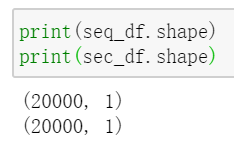 print(seq_df.shape)
print(sec_df.shape)
(20000, 1)
(20000, 1)